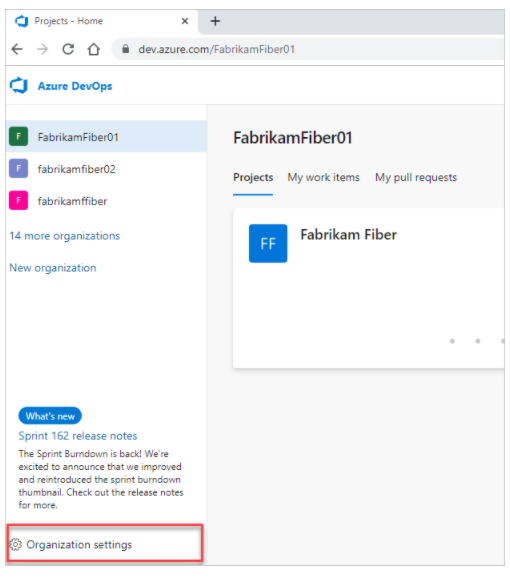 Projects - Home
dev.azure.com/FabrikamFiber01
Azure DevOps
F FabrikamFiber01
F fabrikamfiber02
F fabrikamffiber
14 more organizations
New organization
What's new
Sprint 162 release notes
The Sprint Burndown is back! We're
excited to announce that we improved
and reintroduced the sprint burndown
thumbnail. Check out the release notes
for more.
Organization settings
FabrikamFiber01
Projects My work items My pull requests
FF Fabrikam Fiber